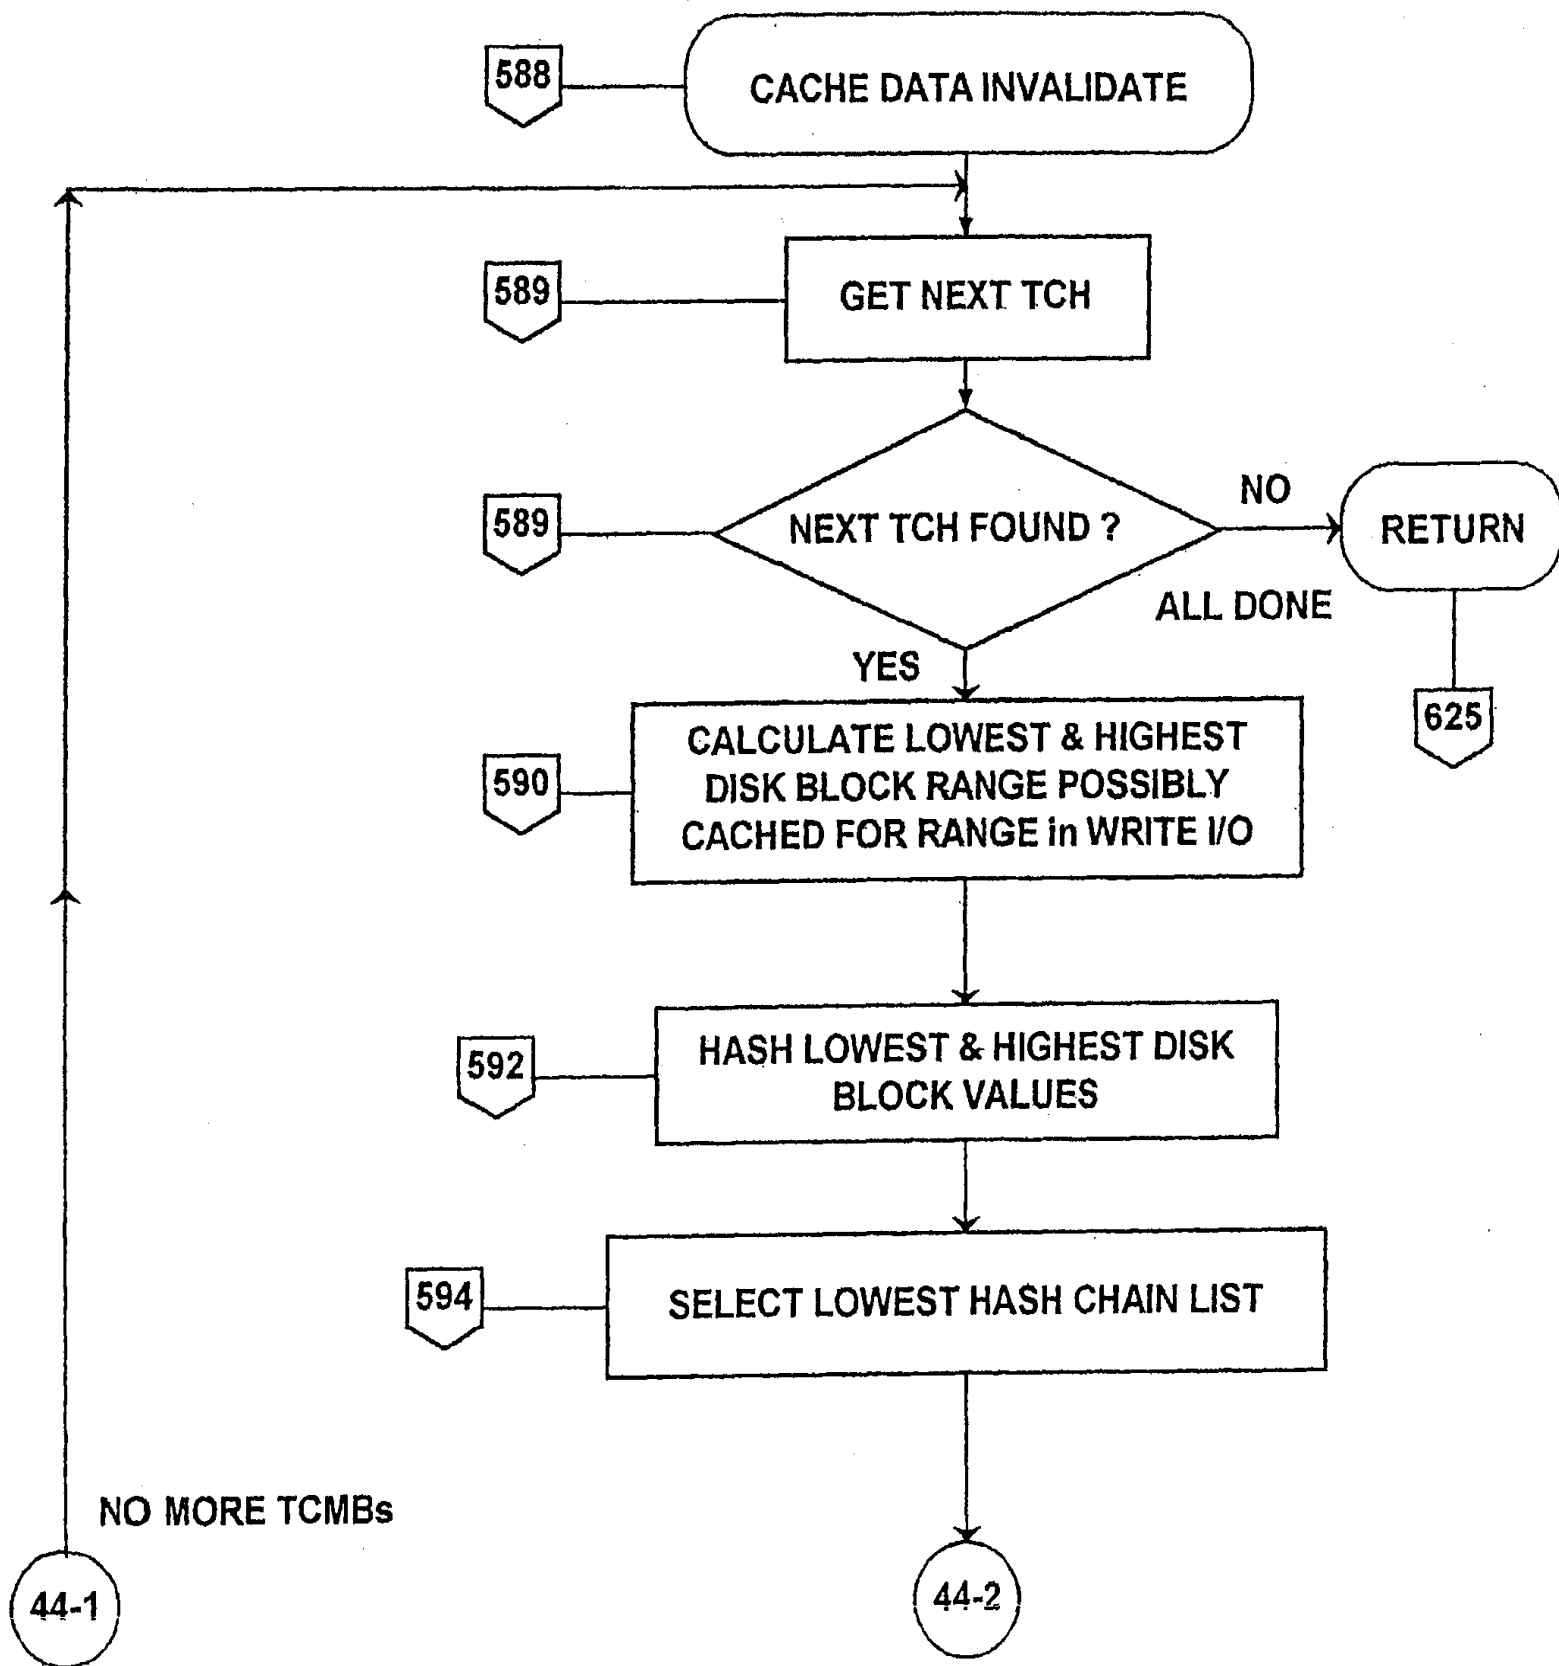 588
CACHE DATA INVALIDATE
589
GET NEXT TCH
589
NEXT TCH FOUND ?
NO
RETURN
ALL DONE
YES
625
590
CALCULATE LOWEST & HIGHEST
DISK BLOCK RANGE POSSIBLY
CACHED FOR RANGE in WRITE I/O
592
HASH LOWEST & HIGHEST DISK
BLOCK VALUES
594
SELECT LOWEST HASH CHAIN LIST
NO MORE TCMBs
44-1
44-2